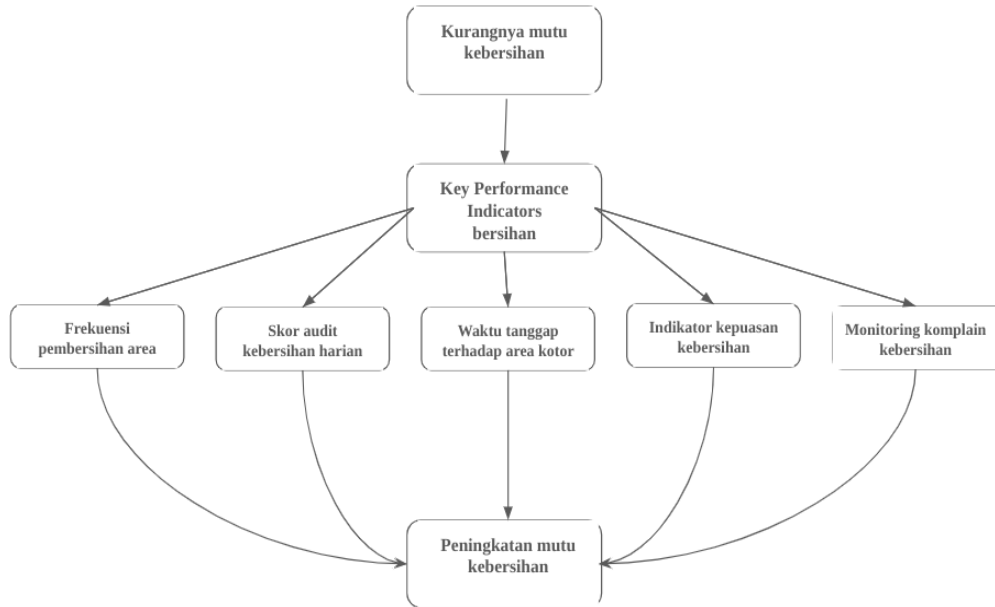 Kurangnya mutu
kebersihan
Key Performance
Indicators
bersihan
Frekuensi
pembersihan area
Skor audit
kebersihan harian
Waktu tanggap
terhadap area kotor
Indikator kepuasan
kebersihan
Monitoring komplain
kebersihan
Peningkatan mutu
kebersihan